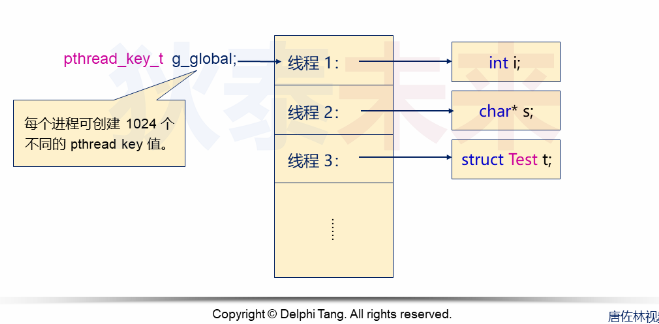 狄泰未来
pthread_key_t g_global;
线程 1：
int i;
线程 2：
char* s;
每个进程可创建 1024 个
不同的 pthread key 值。
线程 3：
struct Test t;
......
Copyright © Delphi Tang. All rights reserved.
唐佐林视